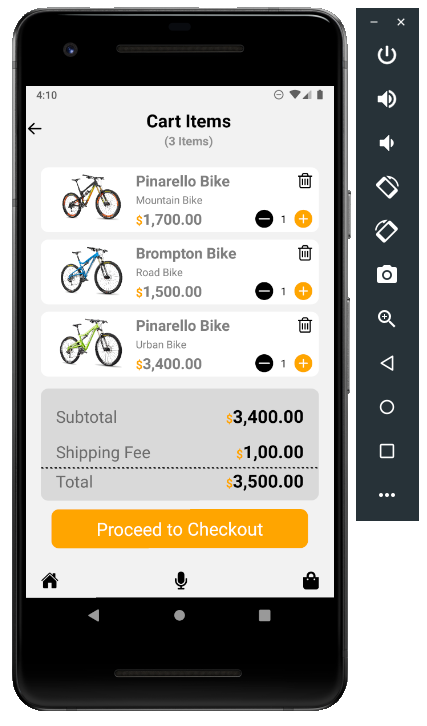 4:10
Cart Items
(3 Items)
Pinarello Bike
Mountain Bike
$1,700.00
1
Brompton Bike
Road Bike
$1,500.00
1
Pinarello Bike
Urban Bike
$3,400.00
1
Subtotal $3,400.00
Shipping Fee $1,00.00
Total $3,500.00
Proceed to Checkout